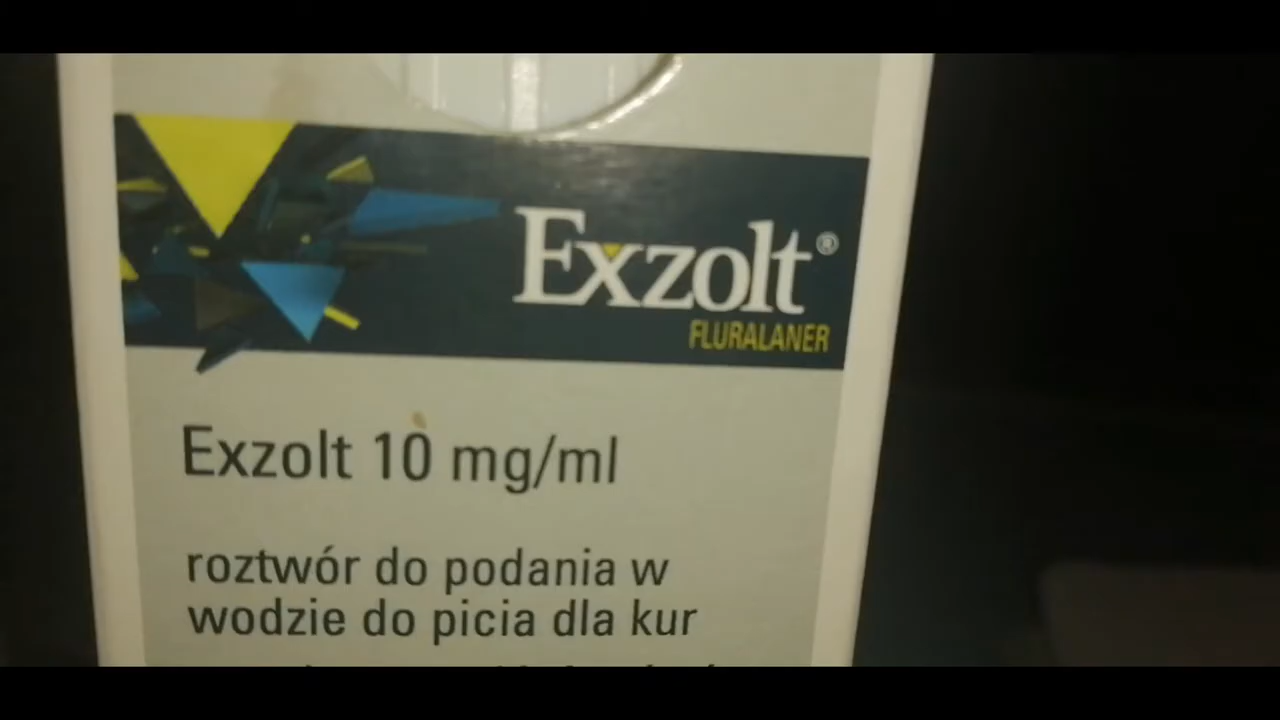 Exzolt®
FLURALANER
Exzolt 10 mg/ml
roztwór do podania w
wodzie do picia dla kur